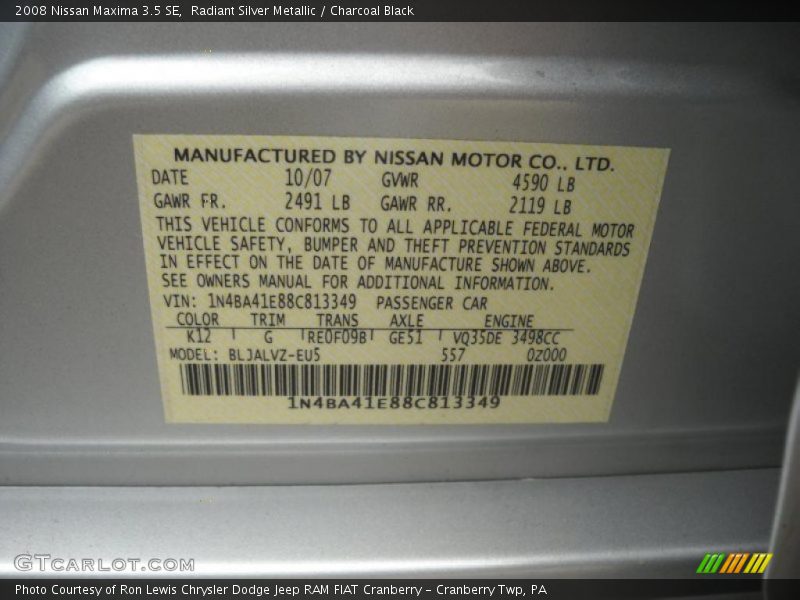 2008 Nissan Maxima 3.5 SE,  Radiant Silver Metallic / Charcoal Black
MANUFACTURED BY NISSAN MOTOR CO., LTD.
DATE 10/07 GVWR 4590 LB
GAWR FR. 2491 LB GAWR RR. 2119 LB
THIS VEHICLE CONFORMS TO ALL APPLICABLE FEDERAL MOTOR
VEHICLE SAFETY, BUMPER AND THEFT PREVENTION STANDARDS
IN EFFECT ON THE DATE OF MANUFACTURE SHOWN ABOVE.
SEE OWNERS MANUAL FOR ADDITIONAL INFORMATION.
VIN: 1N4BA41E88C813349 PASSENGER CAR
COLOR TRIM TRANS AXLE ENGINE
K12 G RE0F09B GE51 VQ35DE 3498CC
MODEL: BLJALVZ-EU5 557 0Z000
1N4BA41E88C813349
GTCARLOT.COM
Photo Courtesy of Ron Lewis Chrysler Dodge Jeep RAM FIAT Cranberry – Cranberry Twp, PA